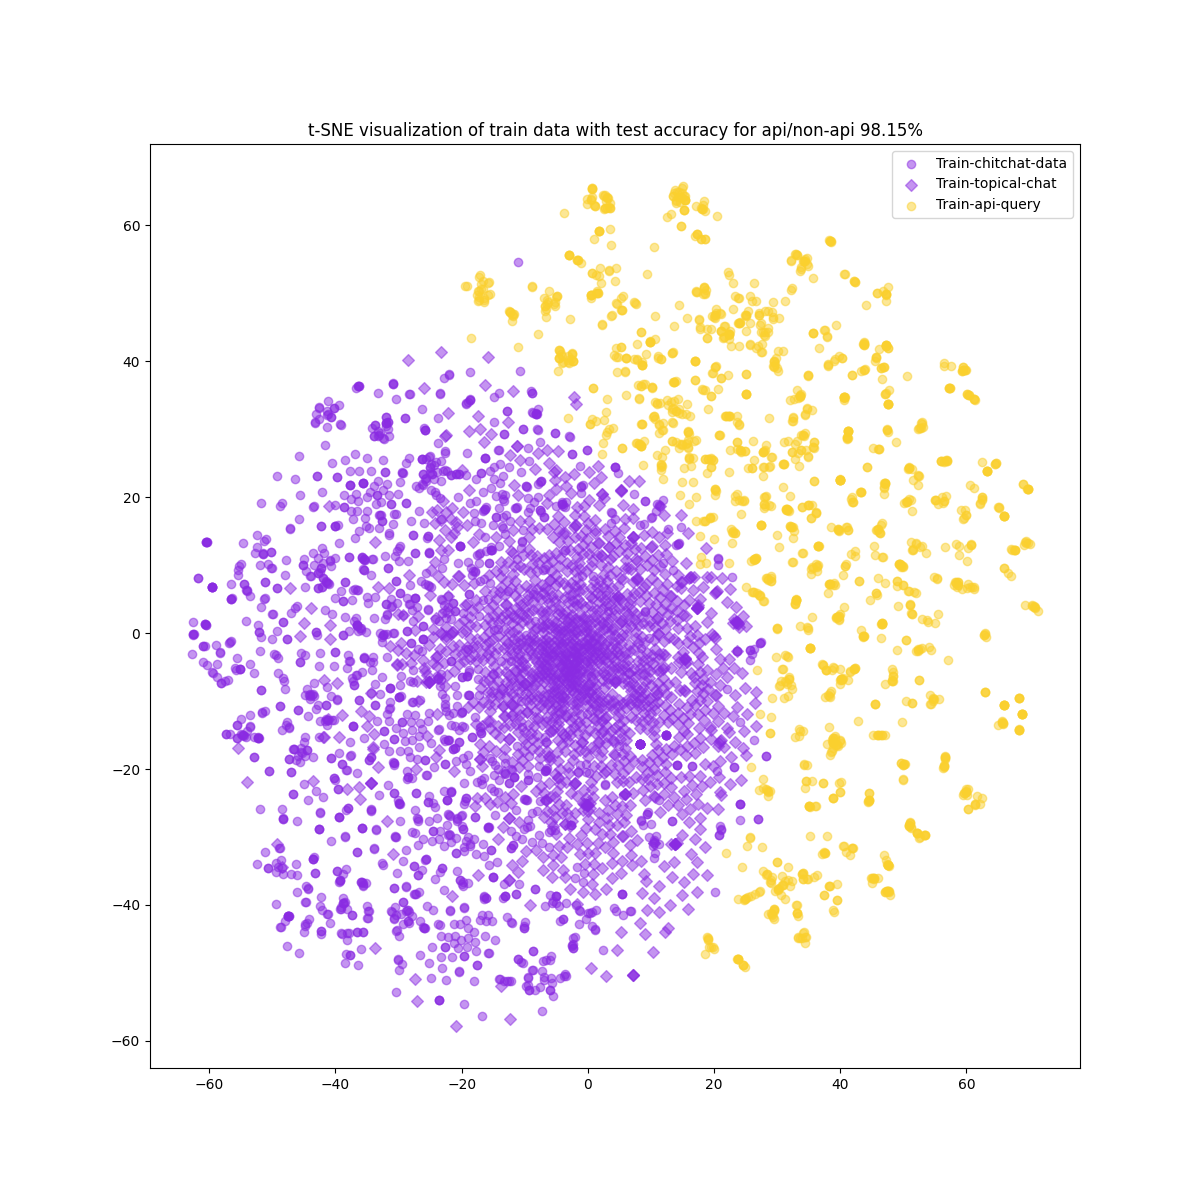 t-SNE visualization of train data with test accuracy for api/non-api 98.15%
Train-chitchat-data
Train-topical-chat
Train-api-query
60
40
20
0
−20
−40
−60
−60 −40 −20 0 20 40 60